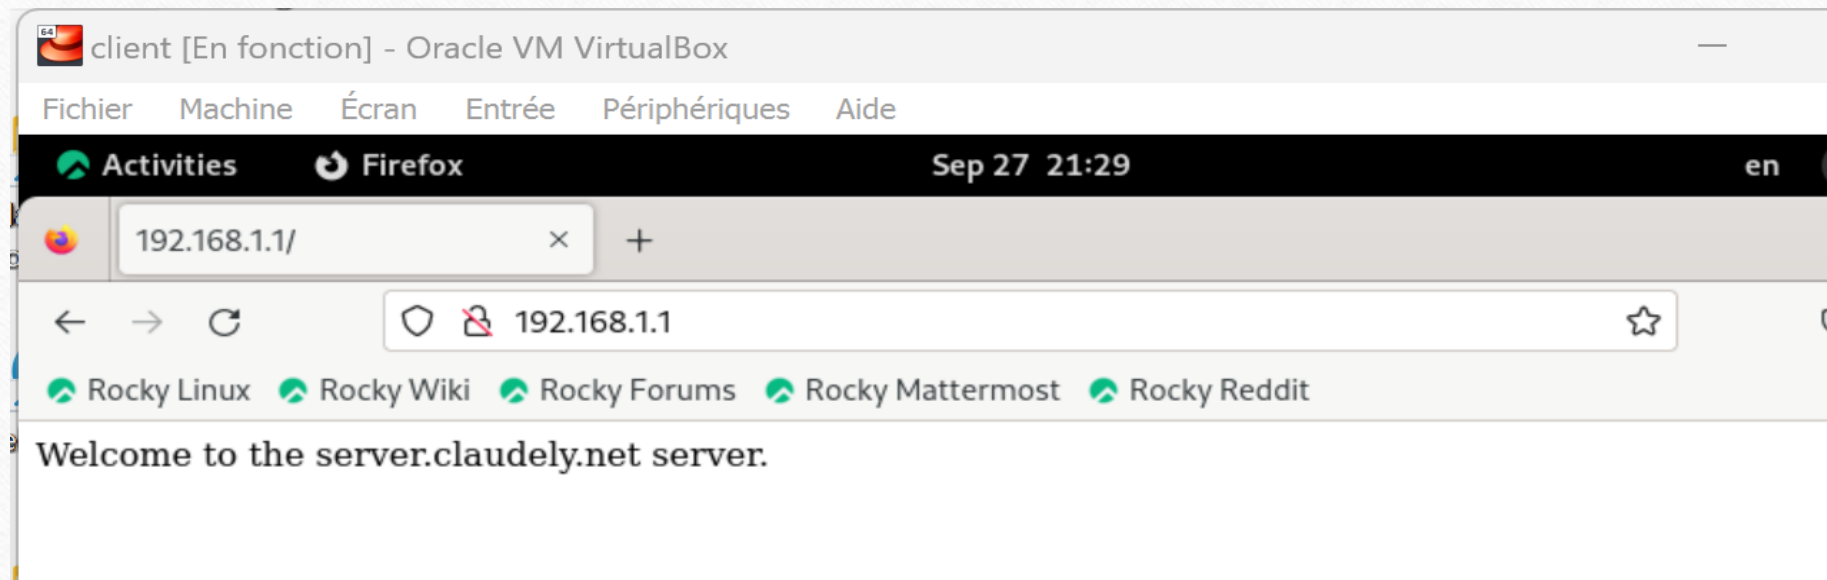 64
client [En fonction] - Oracle VM VirtualBox
Fichier Machine Écran Entrée Périphériques Aide
Activities Firefox Sep 27 21:29 en
192.168.1.1/
192.168.1.1
Rocky Linux Rocky Wiki Rocky Forums Rocky Mattermost Rocky Reddit
Welcome to the server.claudely.net server.